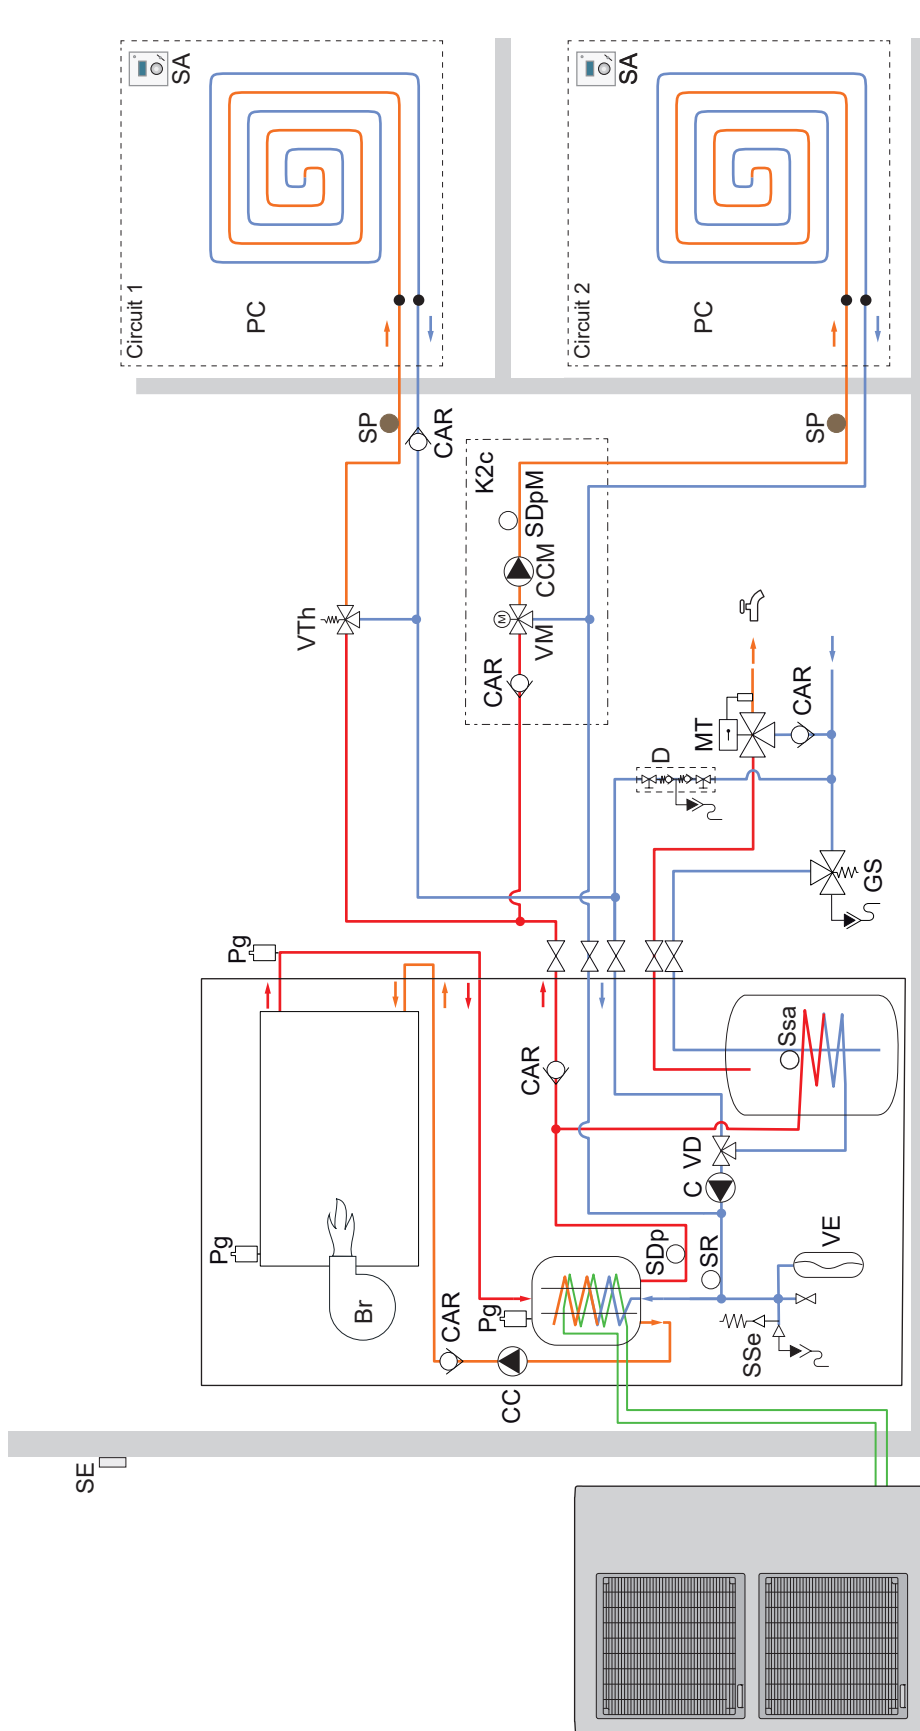 SA
Circuit 1
PC
SA
Circuit 2
PC
SP
CAR
SP
K2c
SDpM
CCM
M
VM
CAR
VTh
MT
CAR
D
GS
Pg
CAR
Ssa
Pg
Br
C
VD
SDp
SR
VE
CAR
Pg
SSe
CC
SE